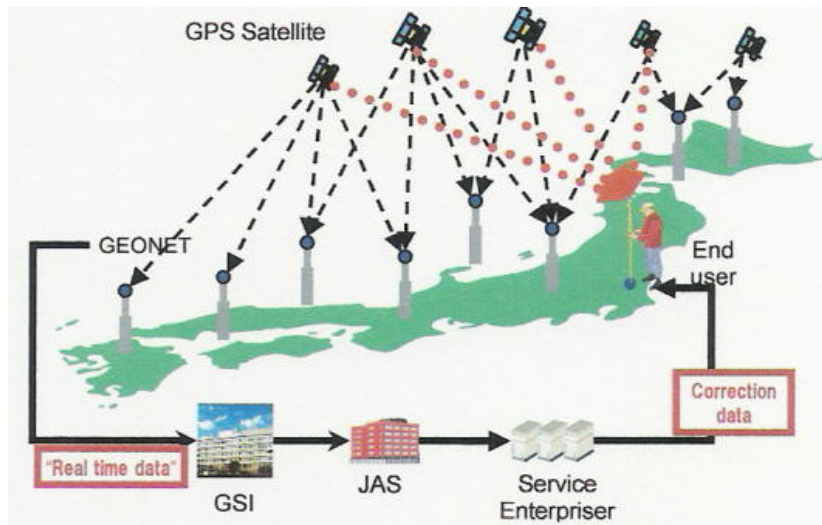 GPS Satellite
GEONET
End
user
Correction
data
"Real time data"
GSI
JAS
Service
Enterpriser